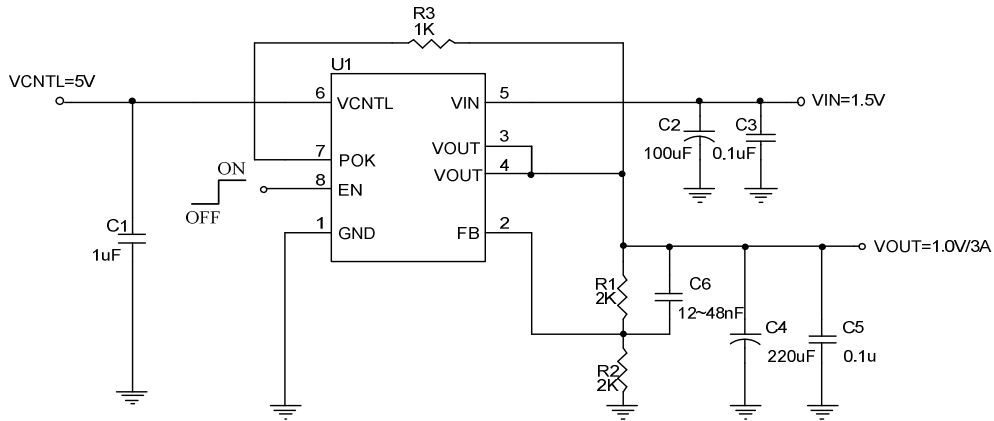 R3
1K
U1
VCNTL=5V
6
VCNTL
VIN
5
VIN=1.5V
3
VOUT
C2
100uF
C3
0.1uF
7
POK
4
VOUT
ON
OFF
8
EN
1
GND
FB
2
C1
1uF
VOUT=1.0V/3A
R1
2K
C6
12~48nF
C4
220uF
C5
0.1u
R2
2K